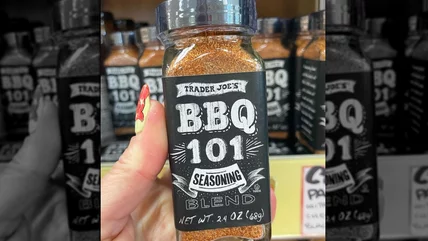 TRADER JOE'S
BBQ
101
SEASONING
BLEND
NET WT. 2.4 OZ (68g)